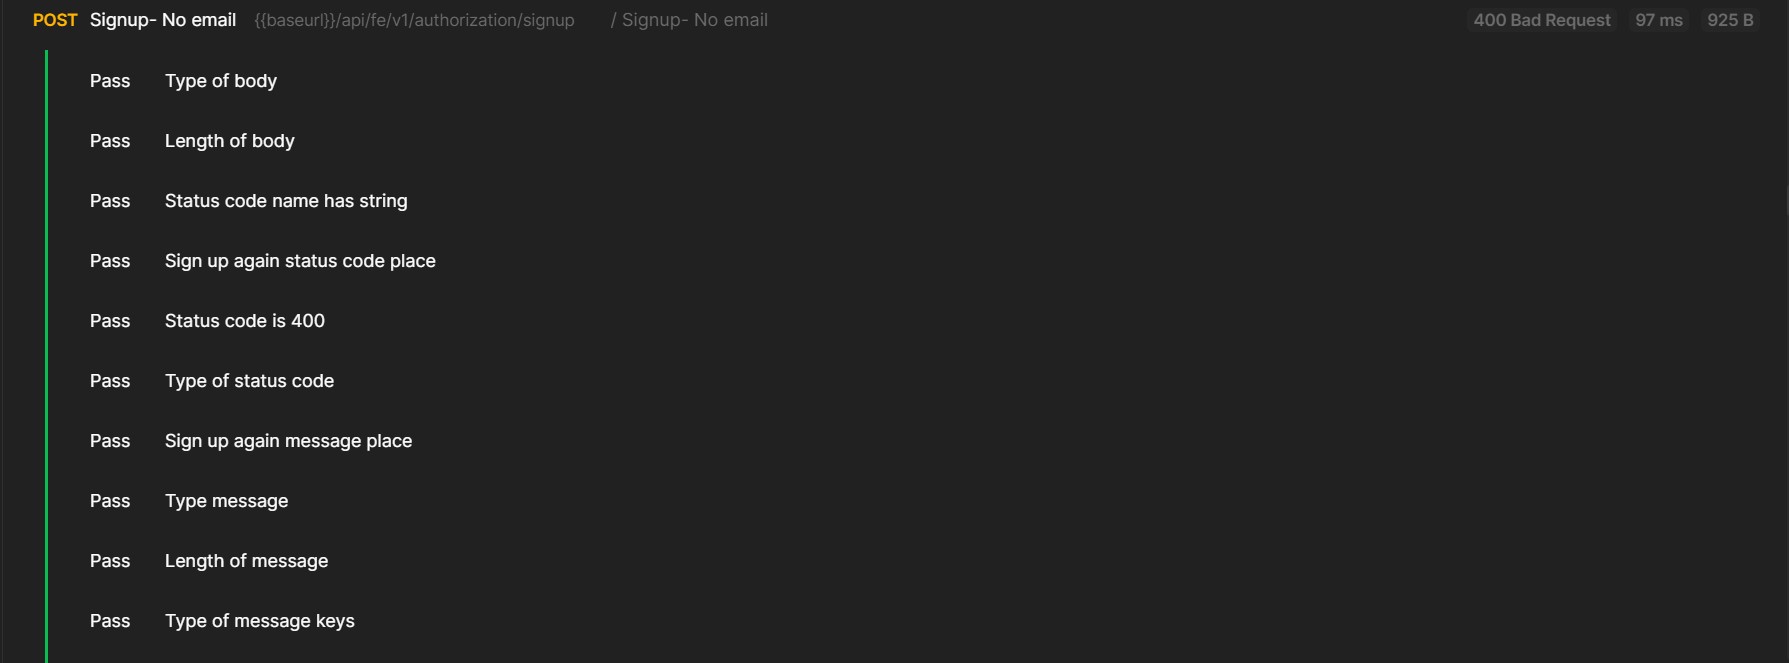 POST Signup- No email {{baseurl}}/api/fe/v1/authorization/signup / Signup- No email 400 Bad Request 97 ms 925 B
Pass Type of body
Pass Length of body
Pass Status code name has string
Pass Sign up again status code place
Pass Status code is 400
Pass Type of status code
Pass Sign up again message place
Pass Type message
Pass Length of message
Pass Type of message keys